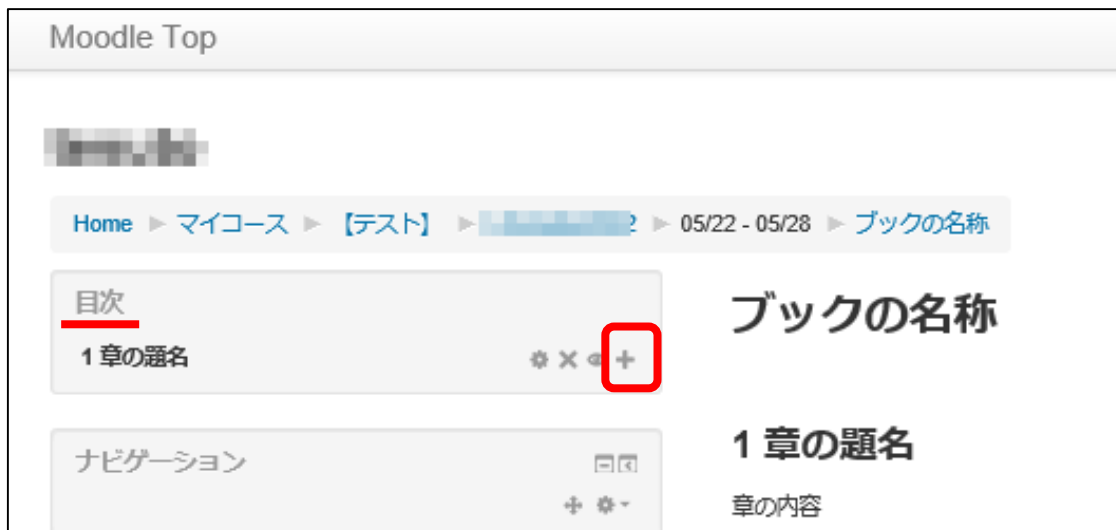 Moodle Top
Home ▶ マイコース ▶ 【テスト】 ▶ 2 ▶ 05/22 - 05/28 ▶ ブックの名称
目次
1 章の題名
ナビゲーション
ブックの名称
1 章の題名
章の内容